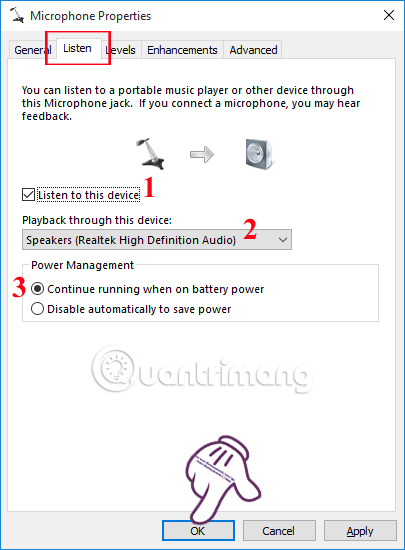 Microphone Properties
General Listen Levels Enhancements Advanced
You can listen to a portable music player or other device through
this Microphone jack. If you connect a microphone, you may hear
feedback.
Listen to this device 1
Playback through this device:
Speakers (Realtek High Definition Audio) 2
Power Management
3 Continue running when on battery power
Disable automatically to save power
Quantrimang
OK Cancel Apply